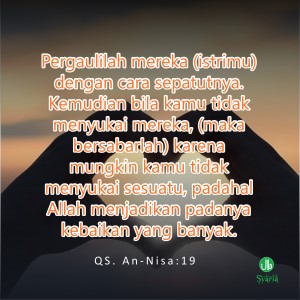 Pergaulilah mereka (istrimu)
dengan cara sepatutnya.
Kemudian bila kamu tidak
menyukai mereka, (maka
bersabarlah) karena
mungkin kamu tidak
menyukai sesuatu, padahal
Allah menjadikan padanya
kebaikan yang banyak.
QS. An-Nisa:19
Syaria